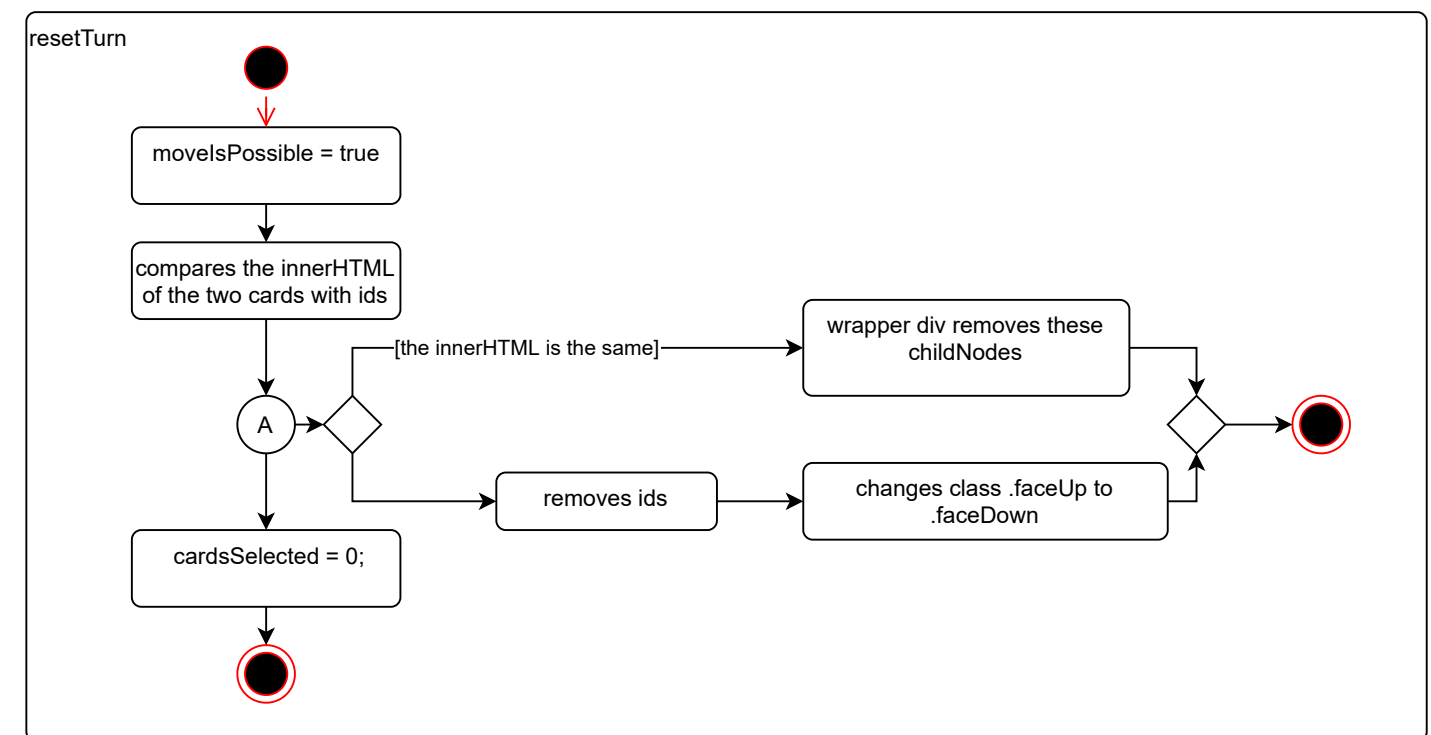 resetTurn
moveIsPossible = true
compares the innerHTML
of the two cards with ids
[the innerHTML is the same]
wrapper div removes these
childNodes
A
removes ids
changes class .faceUp to
.faceDown
cardsSelected = 0;